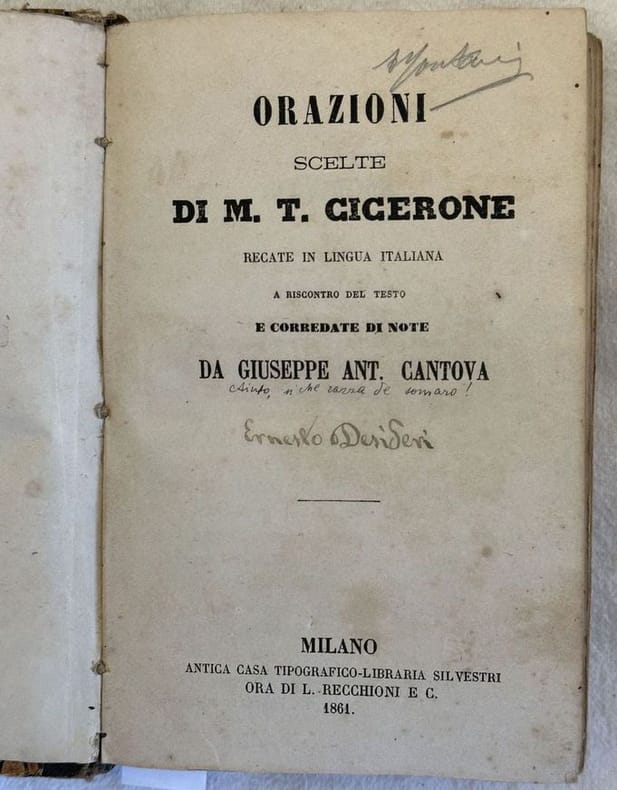 ORAZIONI
SCELTE
DI M. T. CICERONE
RECATE IN LINGUA ITALIANA
A RISCONTRO DEL TESTO
E CORREDATE DI NOTE
DA GIUSEPPE ANT. CANTOVA
che razza de somaro!
Ernesto Desideri
MILANO
ANTICA CASA TIPOGRAFICO-LIBRARIA SILVESTRI
ORA DI L. RECCHIONI E C.
1861.